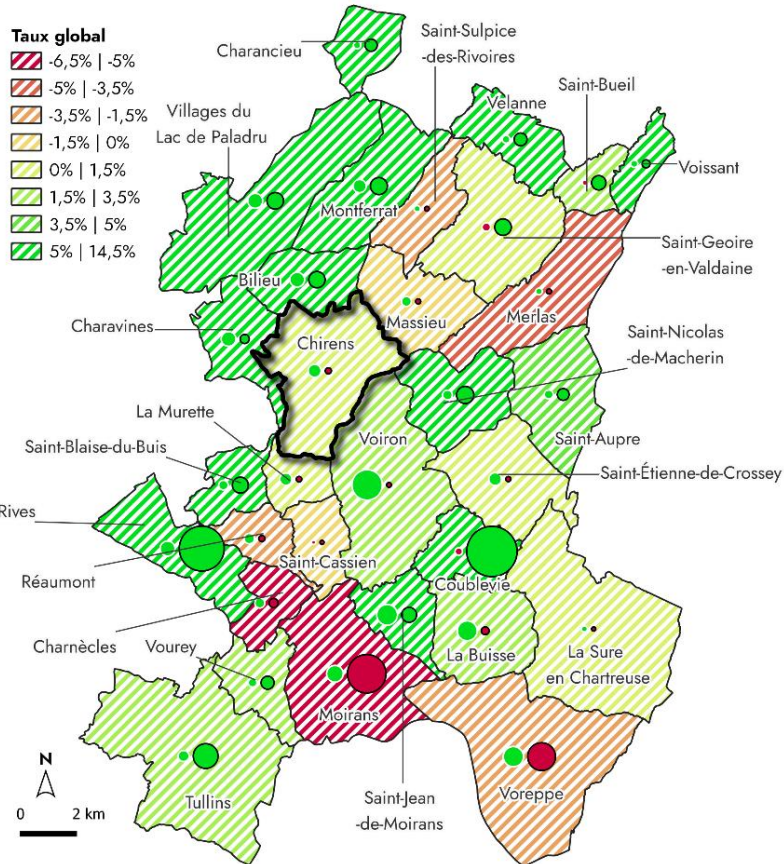 Taux global
-6,5% | -5%
-5% | -3,5%
-3,5% | -1,5%
-1,5% | 0%
0% | 1,5%
1,5% | 3,5%
3,5% | 5%
5% | 14,5%
Charancieu
Saint-Sulpice
-des-Rivoires
Saint-Bueil
Velanne
Villages du
Lac de Paladru
Voissant
Montferrat
Saint-Geoire
-en-Valdaine
Bilieu
Merlas
Massieu
Charavines
Saint-Nicolas
-de-Macherin
Chirens
La Murette
Voiron
Saint-Aupre
Saint-Blaise-du-Buis
Saint-Étienne-de-Crossey
Rives
Saint-Cassien
Réaumont
Coublevie
Charnècles
Vourey
La Buisse
La Sure
en Chartreuse
Moirans
N
0 2 km
Tullins
Saint-Jean
-de-Moirans
Voreppe